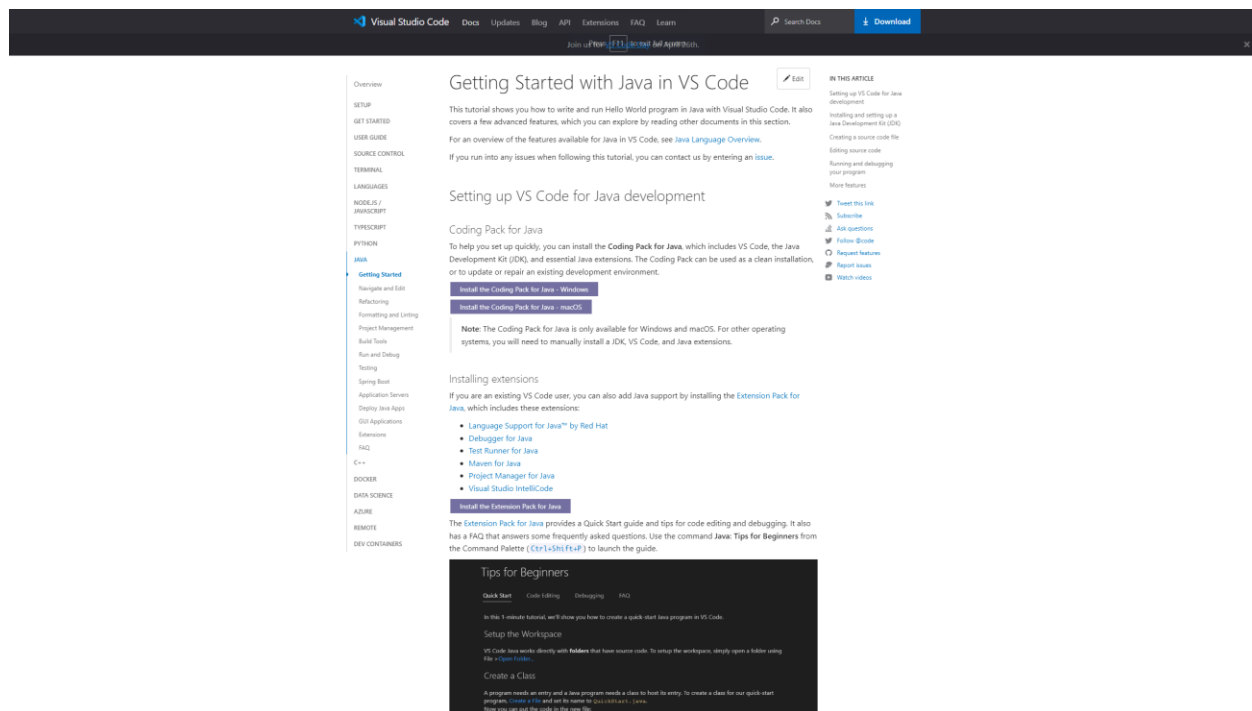 Visual Studio Code Docs Updates Blog API Extensions FAQ Learn Search Docs Download
Join us for on April 26th.
Press F11 to exit full screen
Overview
SETUP
GET STARTED
USER GUIDE
SOURCE CONTROL
TERMINAL
LANGUAGES
NODE.JS /
JAVASCRIPT
TYPESCRIPT
PYTHON
JAVA
Getting Started
Navigate and Edit
Refactoring
Formatting and Linting
Project Management
Build Tools
Run and Debug
Testing
Spring Boot
Application Servers
Deploy Java Apps
GUI Applications
Extensions
FAQ
C++
DOCKER
DATA SCIENCE
AZURE
REMOTE
DEV CONTAINERS
Getting Started with Java in VS Code
Edit
This tutorial shows you how to write and run Hello World program in Java with Visual Studio Code. It also
covers a few advanced features, which you can explore by reading other documents in this section.
For an overview of the features available for Java in VS Code, see Java Language Overview.
If you run into any issues when following this tutorial, you can contact us by entering an issue.
Setting up VS Code for Java development
Coding Pack for Java
To help you set up quickly, you can install the Coding Pack for Java, which includes VS Code, the Java
Development Kit (JDK), and essential Java extensions. The Coding Pack can be used as a clean installation,
or to update or repair an existing development environment.
Install the Coding Pack for Java - Windows
Install the Coding Pack for Java - macOS
Note: The Coding Pack for Java is only available for Windows and macOS. For other operating
systems, you will need to manually install a JDK, VS Code, and Java extensions.
Installing extensions
If you are an existing VS Code user, you can also add Java support by installing the Extension Pack for
Java, which includes these extensions:
• Language Support for Java™ by Red Hat
• Debugger for Java
• Test Runner for Java
• Maven for Java
• Project Manager for Java
• Visual Studio IntelliCode
Install the Extension Pack for Java
The Extension Pack for Java provides a Quick Start guide and tips for code editing and debugging. It also
has a FAQ that answers some frequently asked questions. Use the command Java: Tips for Beginners from
the Command Palette (Ctrl+Shift+P) to launch the guide.
Tips for Beginners
Quick Start Code Editing Debugging FAQ
In this 1-minute tutorial, we'll show you how to create a quick-start Java program in VS Code.
Setup the Workspace
VS Code Java works directly with folders that have source code. To setup the workspace, simply open a folder using
File > Open Folder...
Create a Class
A program needs an entry and a Java program needs a class to host its entry. To create a class for our quick-start
program, Create a File and set its name to QuickStart.java.
Now you can put the code in the new file:
IN THIS ARTICLE
Setting up VS Code for Java
development
Installing and setting up a
Java Development Kit (JDK)
Creating a source code file
Editing source code
Running and debugging
your program
More features
Tweet this link
Subscribe
Ask questions
Follow @code
Request features
Report issues
Watch videos